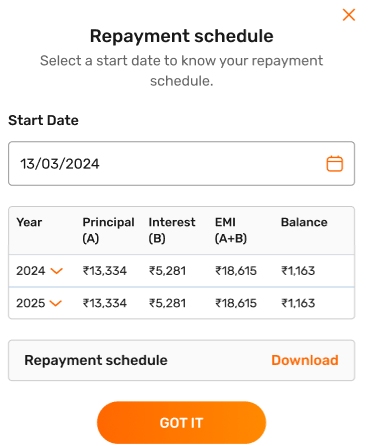 Repayment schedule
Select a start date to know your repayment
schedule.
Start Date
13/03/2024
Year Principal (A) Interest (B) EMI (A+B) Balance
2024 ₹13,334 ₹5,281 ₹18,615 ₹1,163
2025 ₹13,334 ₹5,281 ₹18,615 ₹1,163
Repayment schedule Download
GOT IT